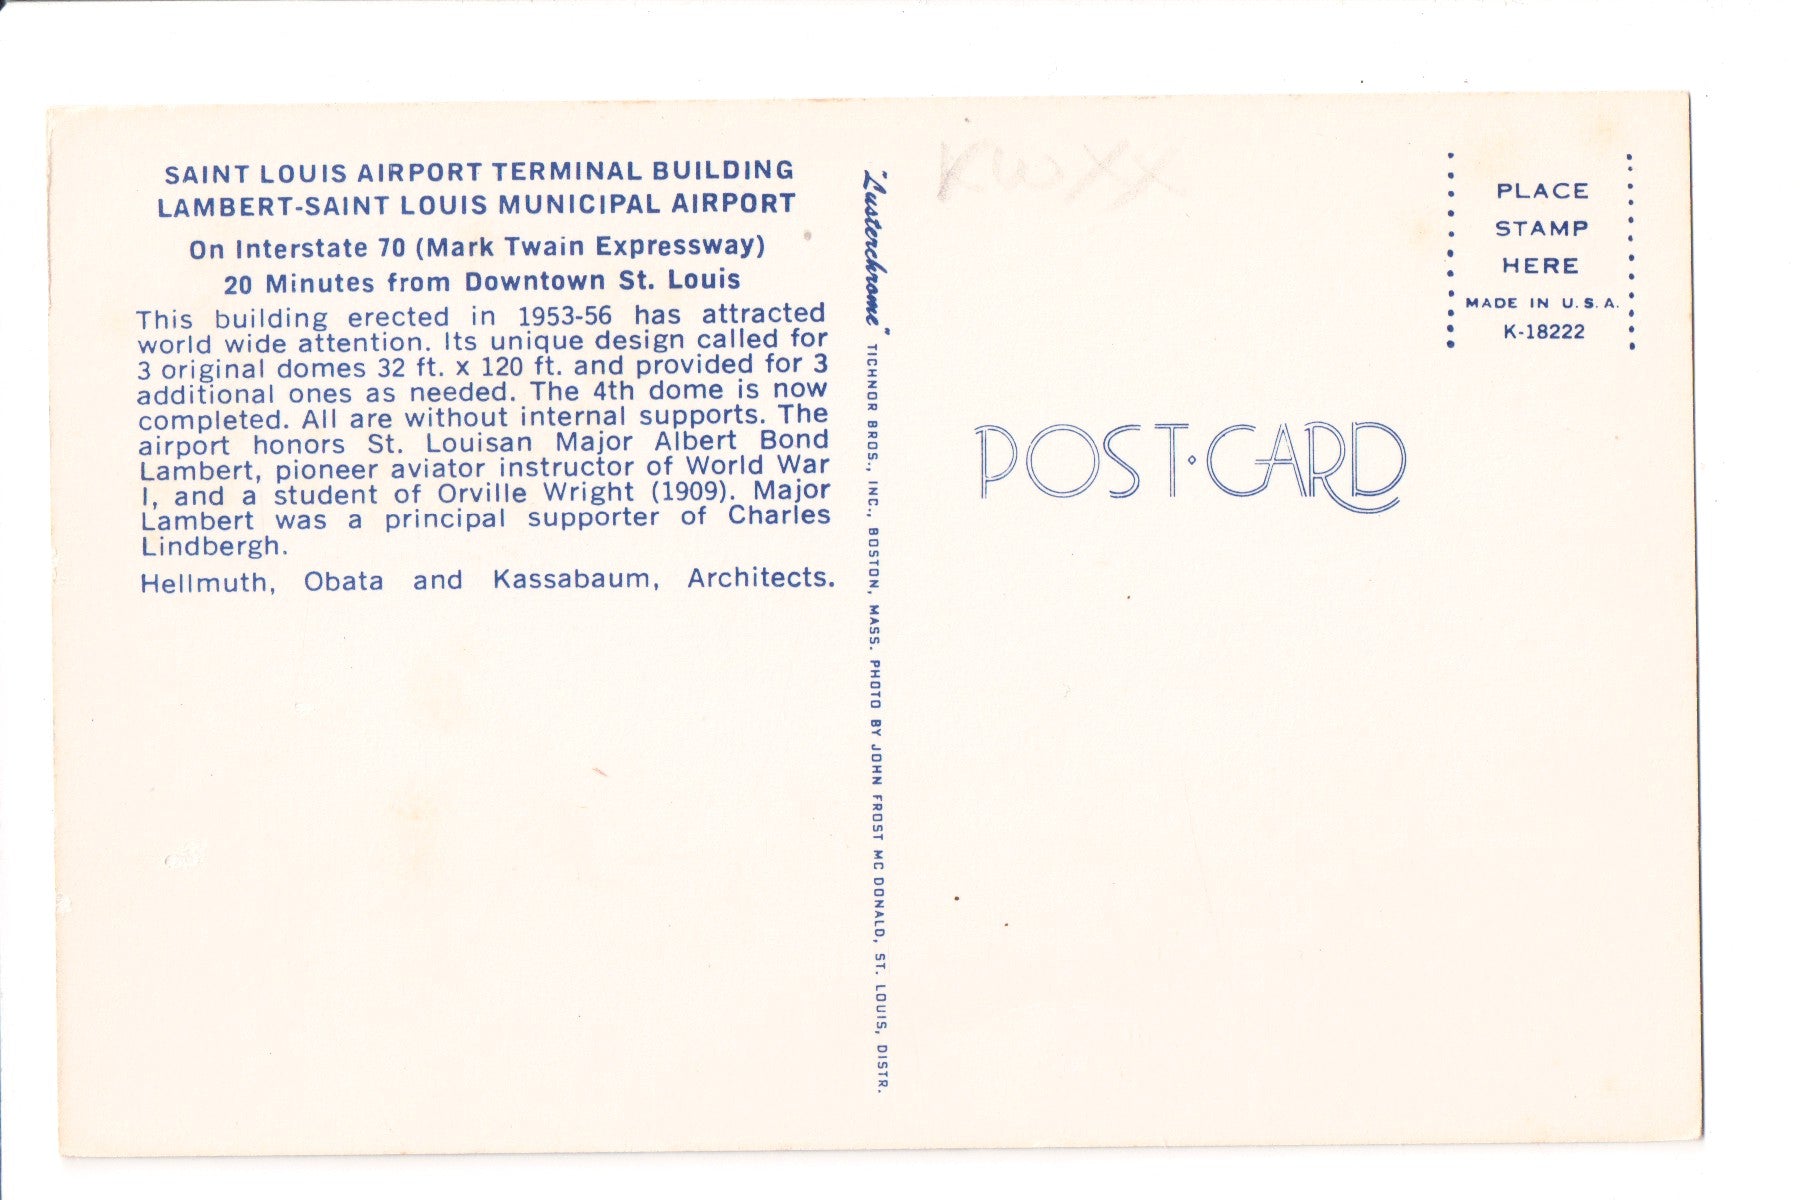 SAINT LOUIS AIRPORT TERMINAL BUILDING
LAMBERT-SAINT LOUIS MUNICIPAL AIRPORT
On Interstate 70 (Mark Twain Expressway)
20 Minutes from Downtown St. Louis
This building erected in 1953-56 has attracted
world wide attention. Its unique design called for
3 original domes 32 ft. x 120 ft. and provided for 3
additional ones as needed. The 4th dome is now
completed. All are without internal supports. The
airport honors St. Louisan Major Albert Bond
Lambert, pioneer aviator instructor of World War
I, and a student of Orville Wright (1909). Major
Lambert was a principal supporter of Charles
Lindbergh.
Hellmuth, Obata and Kassabaum, Architects.
"Lusterchrome" TICHNOR BROS., INC., BOSTON, MASS. PHOTO BY JOHN FROST MC DONALD, ST. LOUIS, DISTR.
KWXX
PLACE
STAMP
HERE
MADE IN U.S.A.
K-18222
POST·CARD